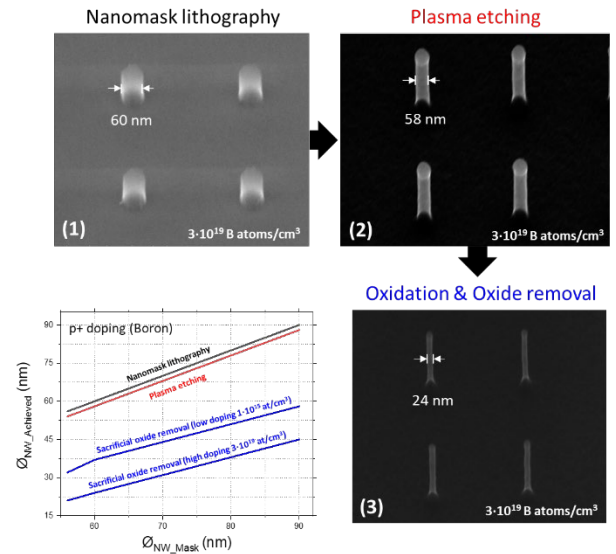 Nanomask lithography
Plasma etching
60 nm
58 nm
(1)
3·10¹⁹ B atoms/cm³
(2)
3·10¹⁹ B atoms/cm³
Oxidation & Oxide removal
24 nm
(3)
3·10¹⁹ B atoms/cm³
p+ doping (Boron)
Nanomask lithography
Plasma etching
Sacrificial oxide removal (low doping 1·10¹⁵ at/cm³)
Sacrificial oxide removal (high doping 3·10¹⁹ at/cm³)
Ø_NW_Achieved (nm)
90
75
60
45
30
15
60
70
80
90
Ø_NW_Mask (nm)